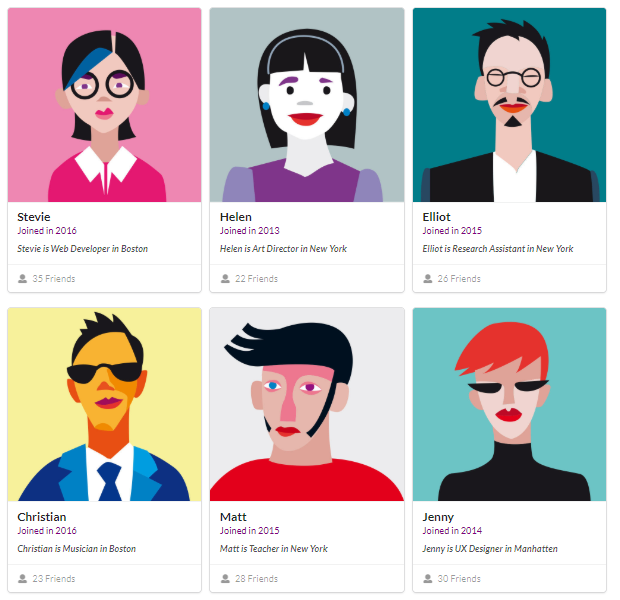 Stevie
Joined in 2016
Stevie is Web Developer in Boston
35 Friends
Helen
Joined in 2013
Helen is Art Director in New York
22 Friends
Elliot
Joined in 2015
Elliot is Research Assistant in New York
26 Friends
Christian
Joined in 2016
Christian is Musician in Boston
23 Friends
Matt
Joined in 2015
Matt is Teacher in New York
28 Friends
Jenny
Joined in 2014
Jenny is UX Designer in Manhatten
30 Friends